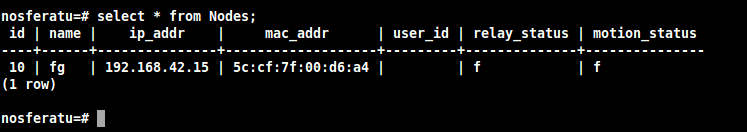 nosferatu=# select * from Nodes;
 id | name |   ip_addr     |     mac_addr      | user_id | relay_status | motion_status
----+------+---------------+-------------------+---------+--------------+---------------
 10 | fg   | 192.168.42.15 | 5c:cf:7f:00:d6:a4 |         | f            | f
(1 row)
nosferatu=#